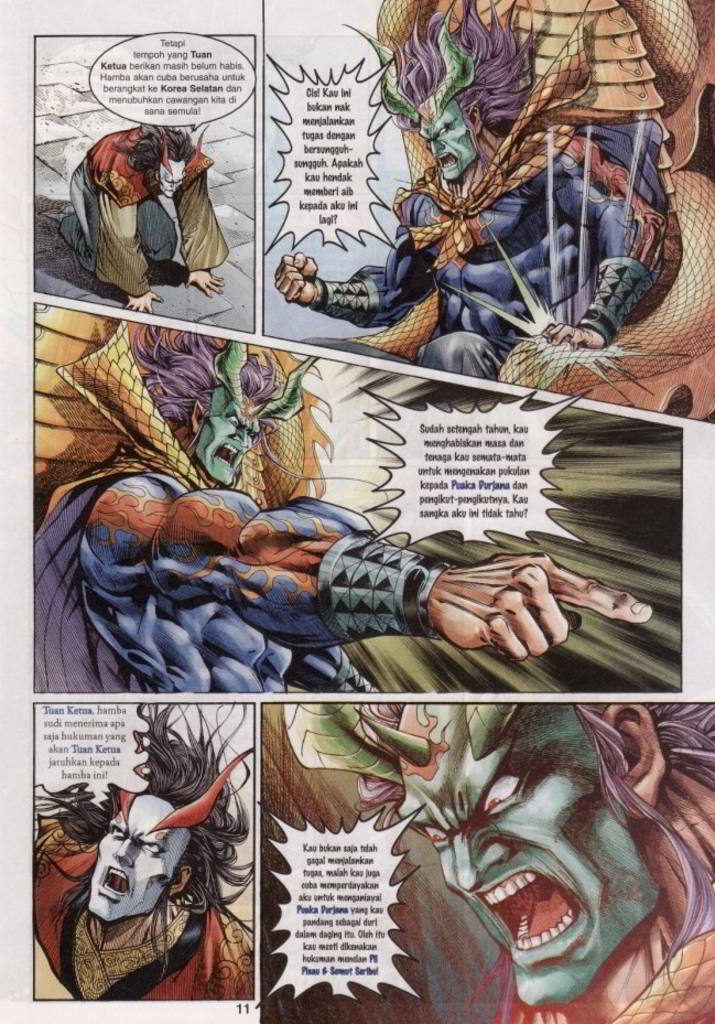 Tetapi
tempoh yang Tuan
Ketua berikan masih belum habis.
Hamba akan cuba berusaha untuk
berangkat ke Korea Selatan dan
menubuhkan cawangan kita di
sana semula!
Cis! Kau ini
bukan nak
menjalankan
tugas dengan
bersungguh-
sungguh. Apakah
kau hendak
memberi aib
kepada aku ini
lagi?
Sudah setengah tahun, kau
menghabiskan masa dan
tenaga kau semata-mata
untuk mengenakan pukulan
kepada Puaka Durjana dan
pengikut-pengikutnya. Kau
sangka aku ini tidak tahu?
Tuan Ketua, hamba
sudi menerima apa
saja hukuman yang
akan Tuan Ketua
jatuhkan kepada
hamba ini!
Kau bukan saja telah
gagal menjalankan
tugas, malah kau juga
cuba memperdayakan
aku untuk menganiayai
Puaka Durjana yang kau
pandang sebagai duri
dalam daging itu. Oleh itu
kau mesti dikenakan
hukuman menelan Pil
Pisau & Semut Seribu!
11